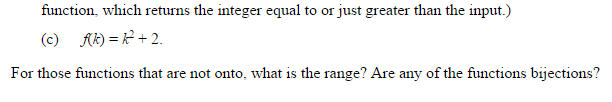 function, which returns the integer equal to or just greater than the input.)
(c) f(k) = k² + 2.
For those functions that are not onto, what is the range? Are any of the functions bijections?